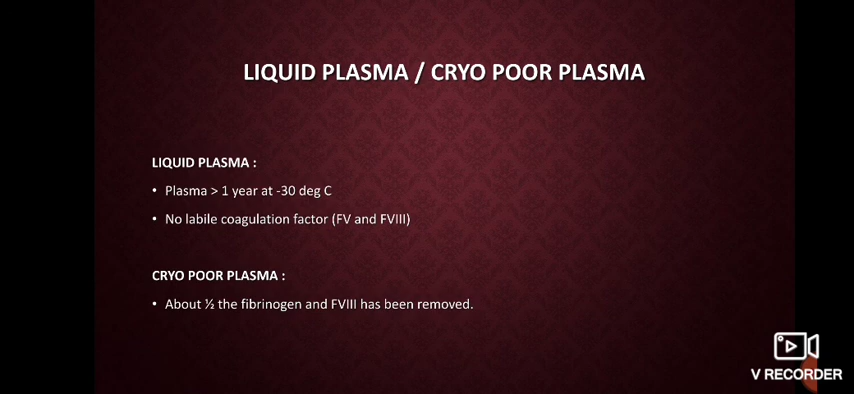 LIQUID PLASMA / CRYO POOR PLASMA
LIQUID PLASMA :
• Plasma > 1 year at -30 deg C
• No labile coagulation factor (FV and FVIII)
CRYO POOR PLASMA :
• About ½ the fibrinogen and FVIII has been removed.
V RECORDER